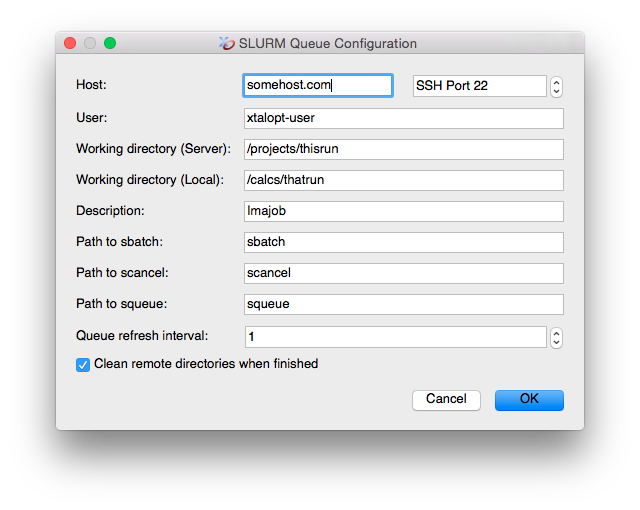 SLURM Queue Configuration
Host: somehost.com SSH Port 22
User: xtalopt-user
Working directory (Server): /projects/thisrun
Working directory (Local): /calcs/thatrun
Description: Imajob
Path to sbatch: sbatch
Path to scancel: scancel
Path to squeue: squeue
Queue refresh interval: 1
Clean remote directories when finished
Cancel OK